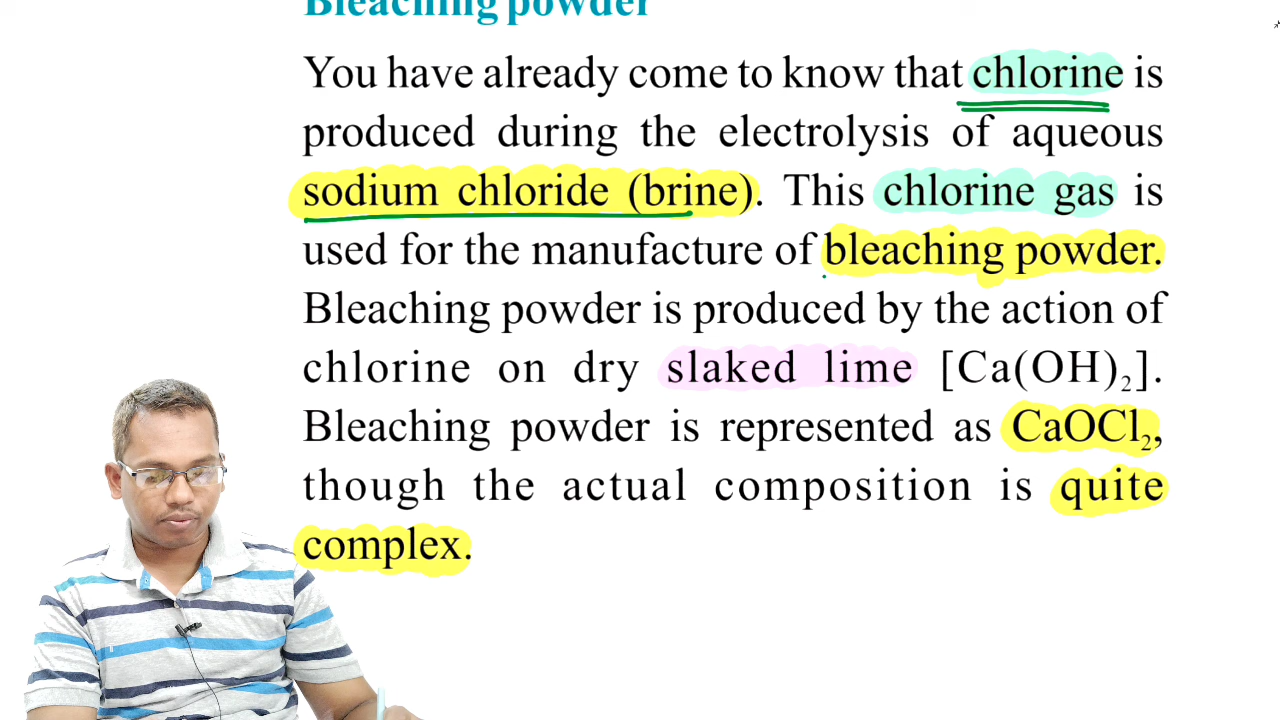 Bleaching powder
You have already come to know that chlorine is
produced during the electrolysis of aqueous
sodium chloride (brine). This chlorine gas is
used for the manufacture of bleaching powder.
Bleaching powder is produced by the action of
chlorine on dry slaked lime [Ca(OH)₂].
Bleaching powder is represented as CaOCl₂,
though the actual composition is quite
complex.